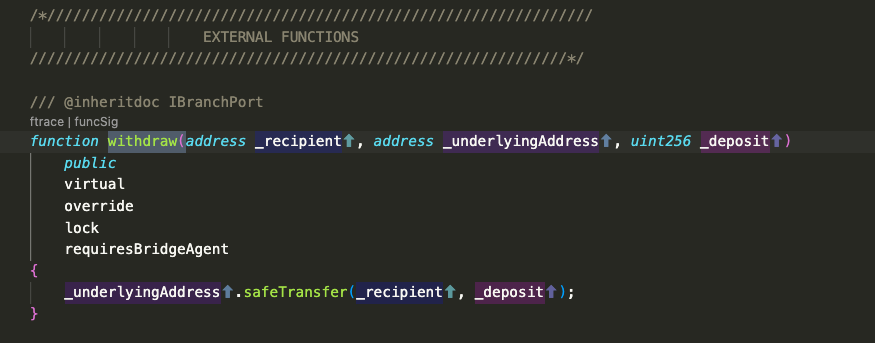 /*///////////////////////////////////////////////////////////////
EXTERNAL FUNCTIONS
//////////////////////////////////////////////////////////////*/
/// @inheritdoc IBranchPort
ftrace | funcSig
function withdraw(address _recipient⬆, address _underlyingAddress⬆, uint256 _deposit⬆)
public
virtual
override
lock
requiresBridgeAgent
{
_underlyingAddress⬆.safeTransfer(_recipient⬆, _deposit⬆);
}